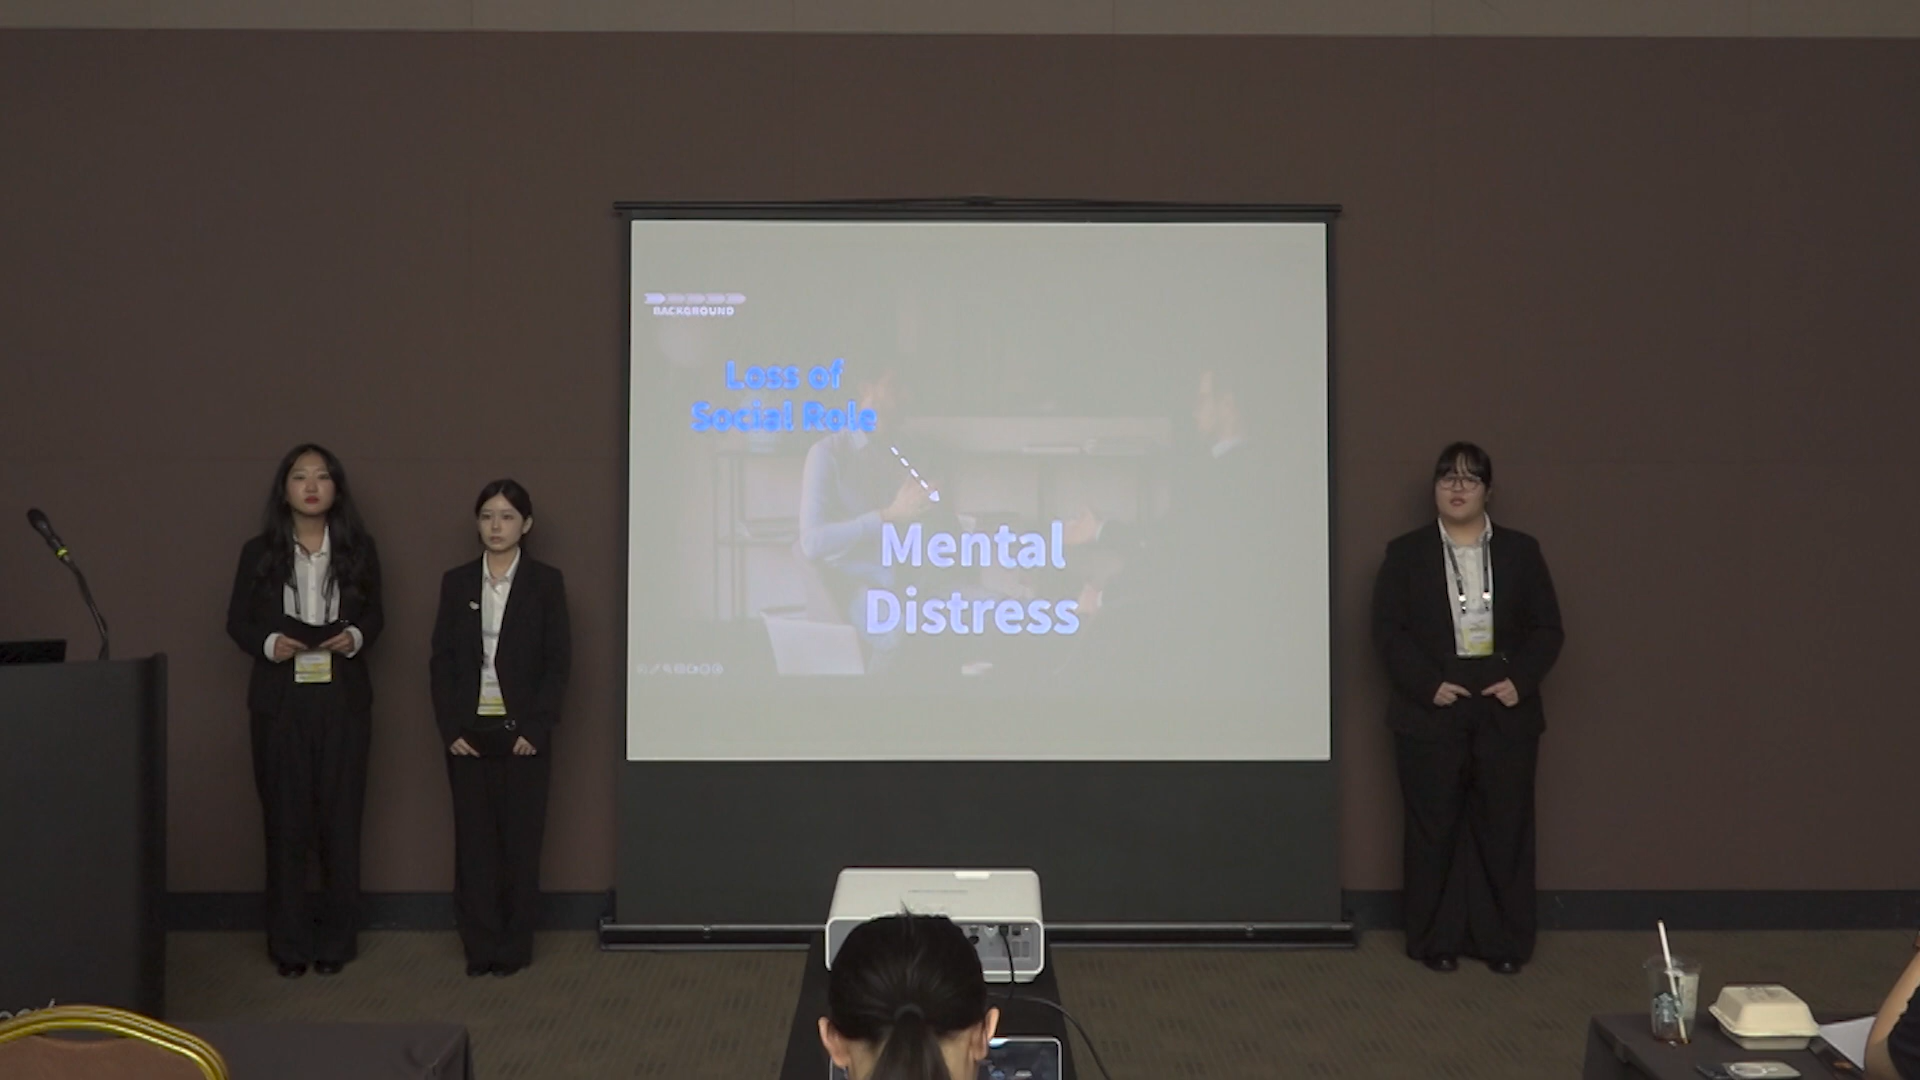 BACKGROUND
Loss of
Social Role
Mental
Distress